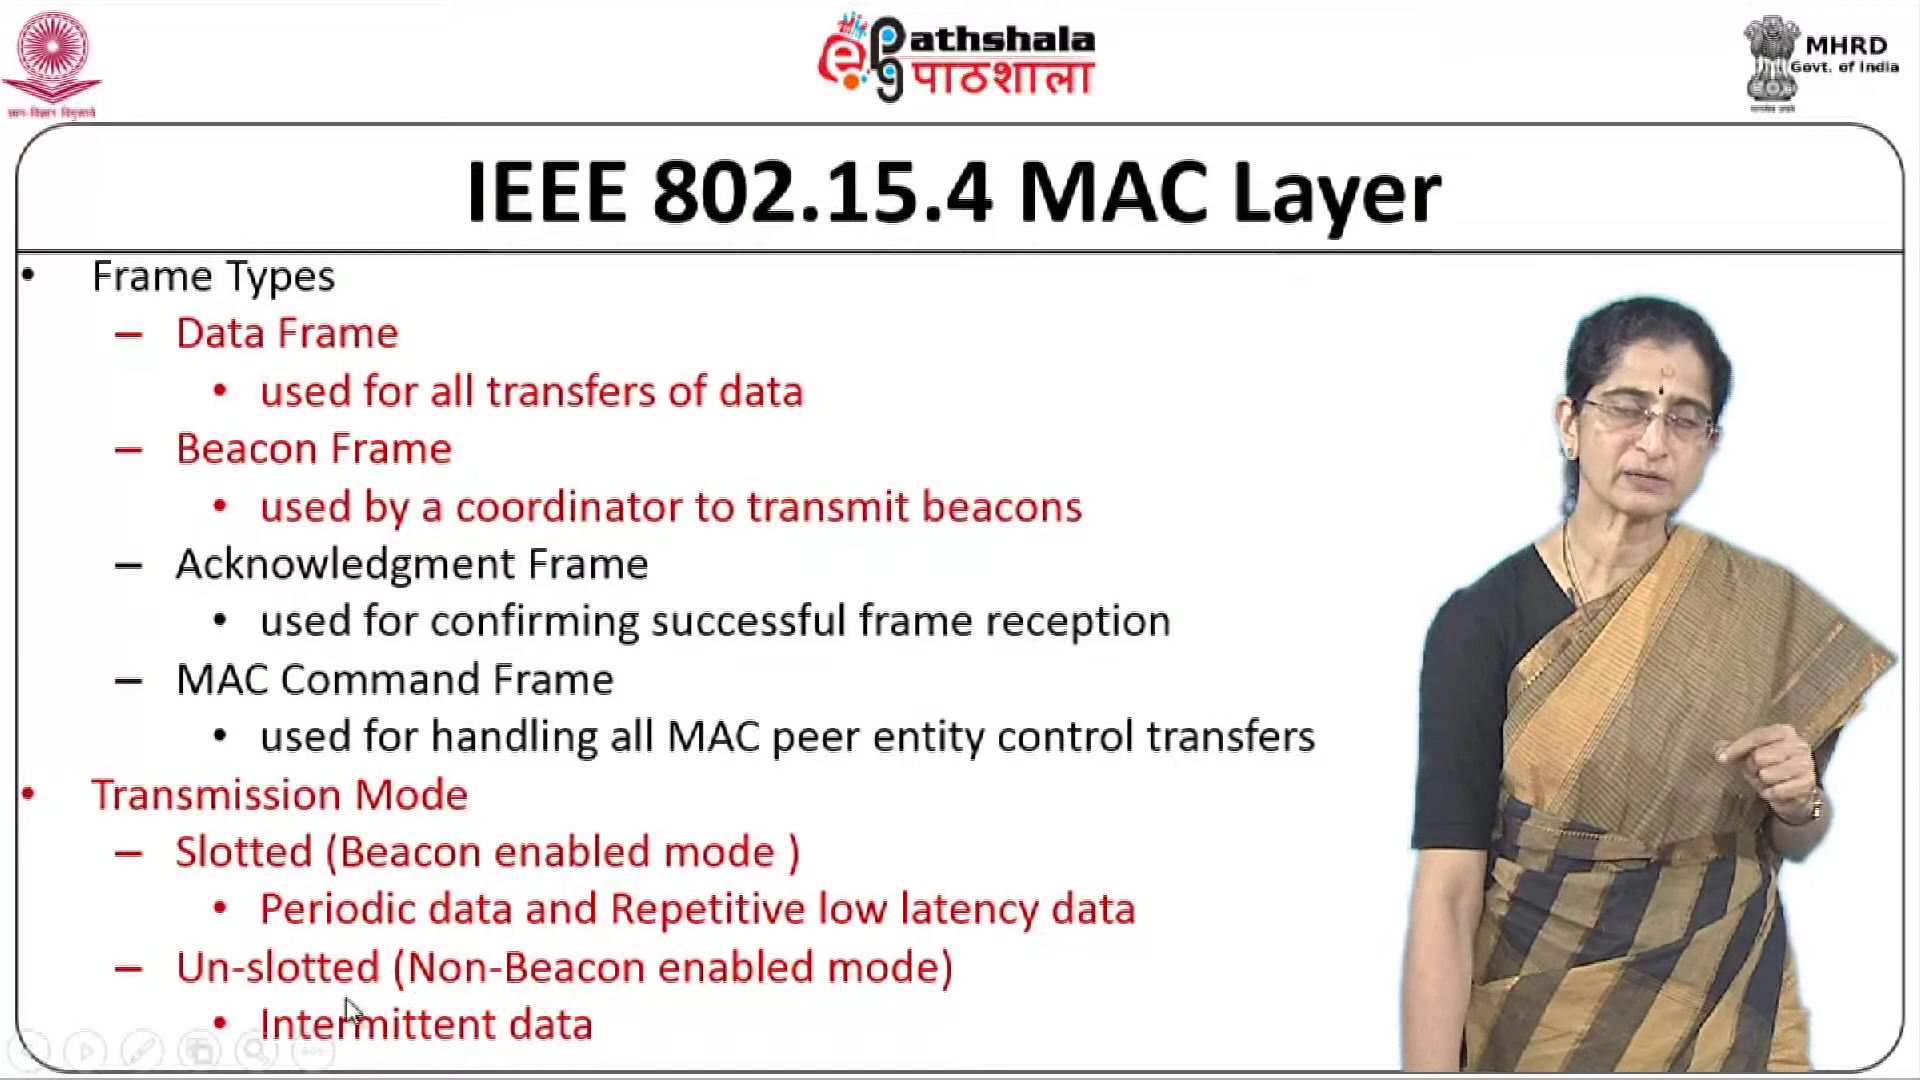 ज्ञान-विज्ञान विमुक्तये
e
pg
athshala
पाठशाला
MHRD
Govt. of India
IEEE 802.15.4 MAC Layer
• Frame Types
– Data Frame
• used for all transfers of data
– Beacon Frame
• used by a coordinator to transmit beacons
– Acknowledgment Frame
• used for confirming successful frame reception
– MAC Command Frame
• used for handling all MAC peer entity control transfers
• Transmission Mode
– Slotted (Beacon enabled mode )
• Periodic data and Repetitive low latency data
– Un-slotted (Non-Beacon enabled mode)
• Intermittent data